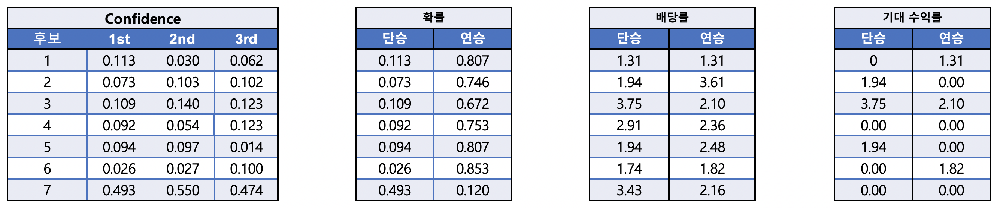 Confidence
후보 1st 2nd 3rd
1 0.113 0.030 0.062
2 0.073 0.103 0.102
3 0.109 0.140 0.123
4 0.092 0.054 0.123
5 0.094 0.097 0.014
6 0.026 0.027 0.100
7 0.493 0.550 0.474
확률
단승 연승
0.113 0.807
0.073 0.746
0.109 0.672
0.092 0.753
0.094 0.807
0.026 0.853
0.493 0.120
배당률
단승 연승
1.31 1.31
1.94 3.61
3.75 2.10
2.91 2.36
1.94 2.48
1.74 1.82
3.43 2.16
기대 수익률
단승 연승
0 1.31
1.94 0.00
3.75 2.10
0.00 0.00
1.94 0.00
0.00 1.82
0.00 0.00